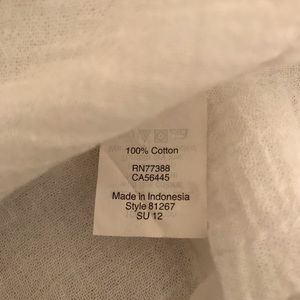 100% Cotton
RN77388
CA56445
Made in Indonesia
Style 81267
SU 12